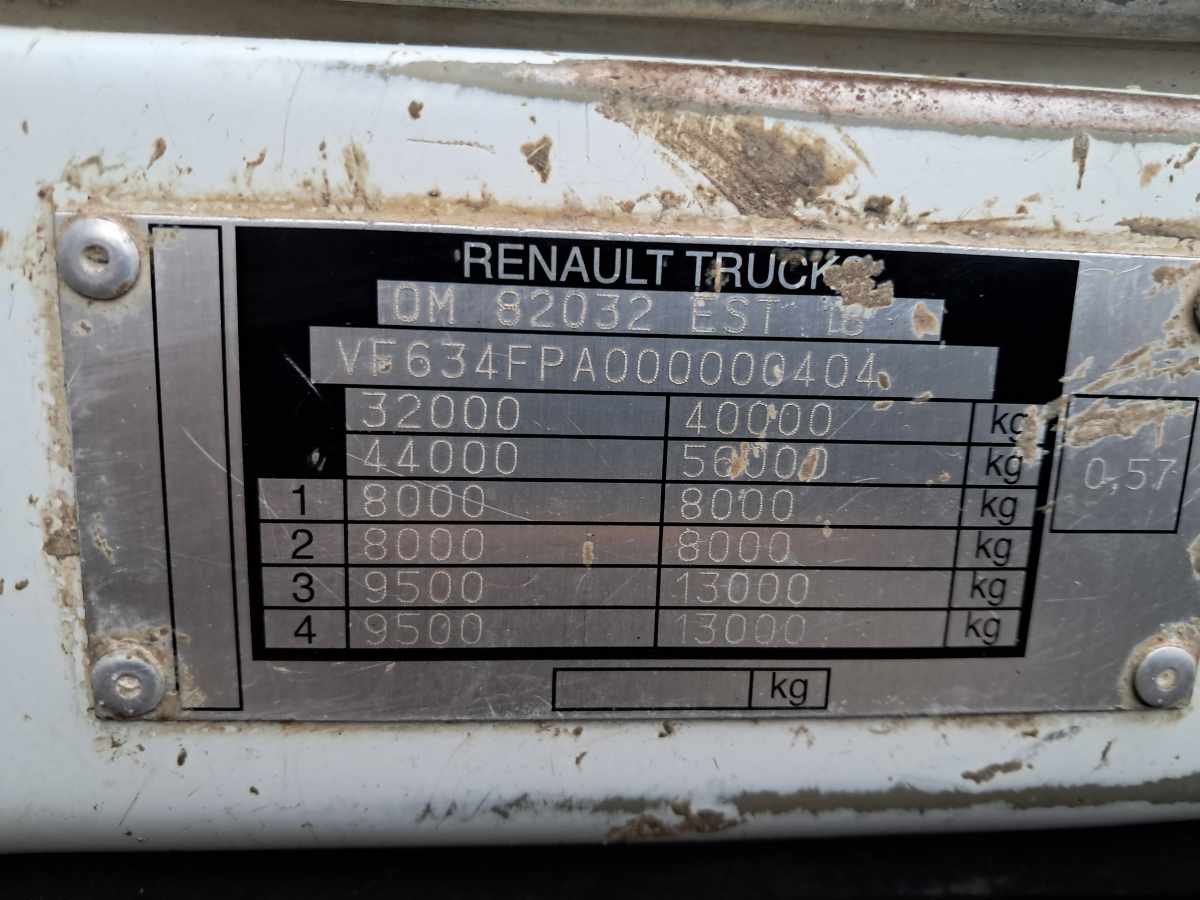 RENAULT TRUCKS
OM 82032 EST
VF634FPA000000404
32000 40000 kg
44000 56000 kg
1 8000 8000 kg
2 8000 8000 kg
3 9500 13000 kg
4 9500 13000 kg
0,57
kg